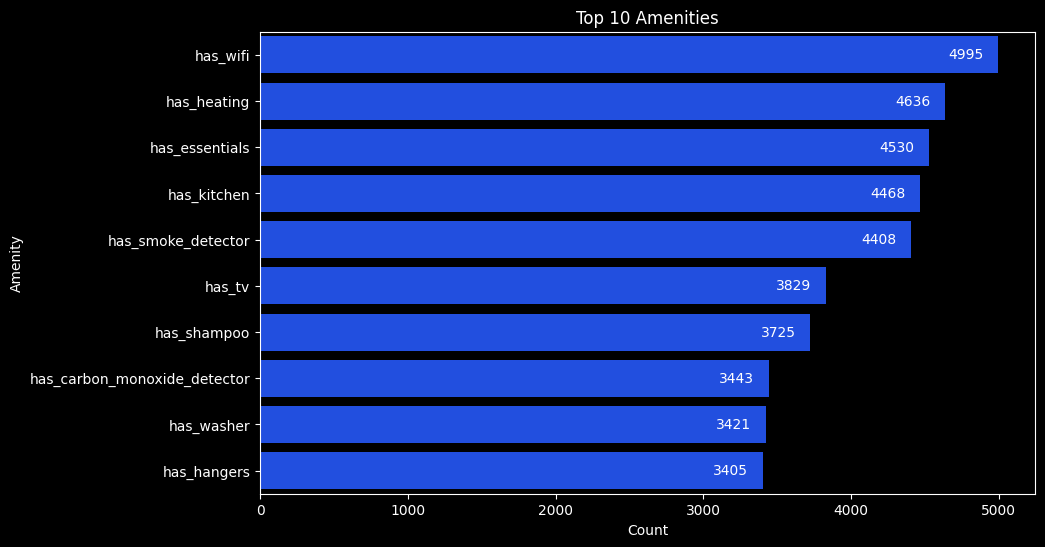 Top 10 Amenities
Amenity
has_wifi 4995
has_heating 4636
has_essentials 4530
has_kitchen 4468
has_smoke_detector 4408
has_tv 3829
has_shampoo 3725
has_carbon_monoxide_detector 3443
has_washer 3421
has_hangers 3405
0 1000 2000 3000 4000 5000
Count